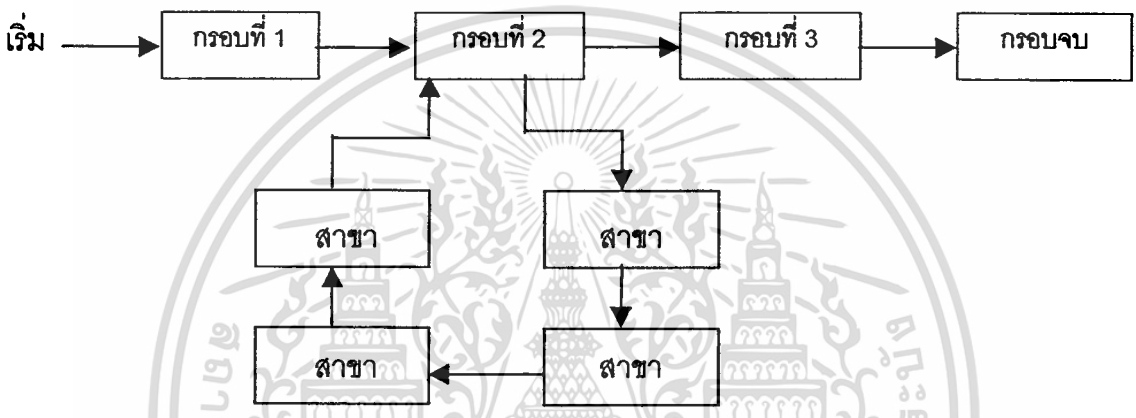 เริ่ม กรอบที่ 1 กรอบที่ 2 กรอบที่ 3 กรอบจบ
สาขา สาขา
สาขา สาขา